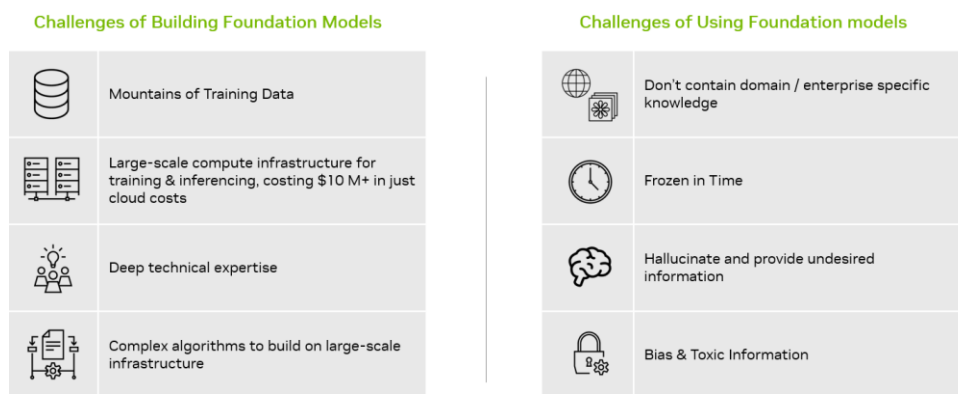 Challenges of Building Foundation Models
Mountains of Training Data
Large-scale compute infrastructure for
training & inferencing, costing $10 M+ in just
cloud costs
Deep technical expertise
Complex algorithms to build on large-scale
infrastructure
Challenges of Using Foundation models
Don't contain domain / enterprise specific
knowledge
Frozen in Time
Hallucinate and provide undesired
information
Bias & Toxic Information